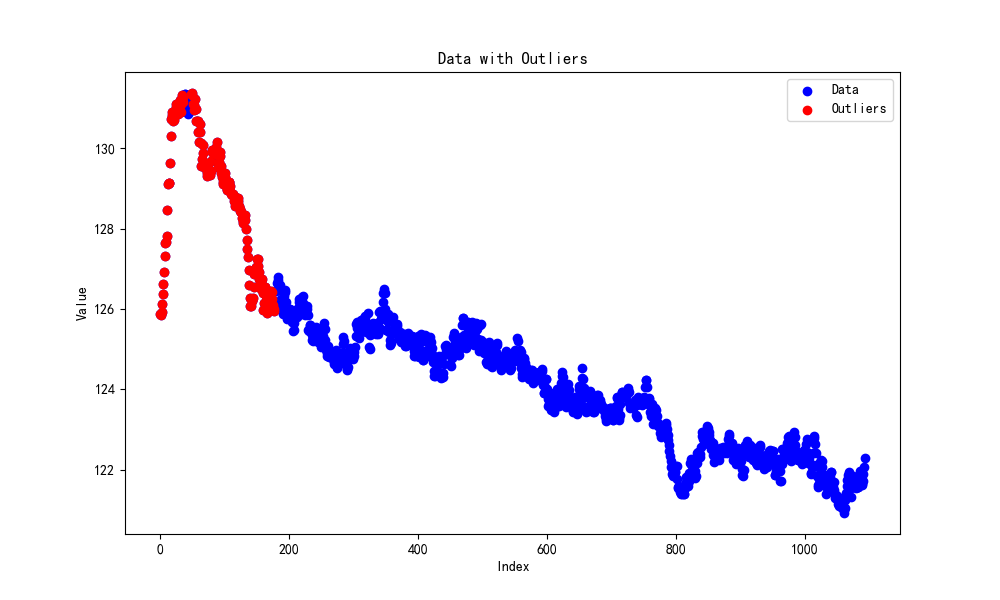 Data with Outliers
Data
Outliers
130
128
126
124
122
Value
0 200 400 600 800 1000
Index